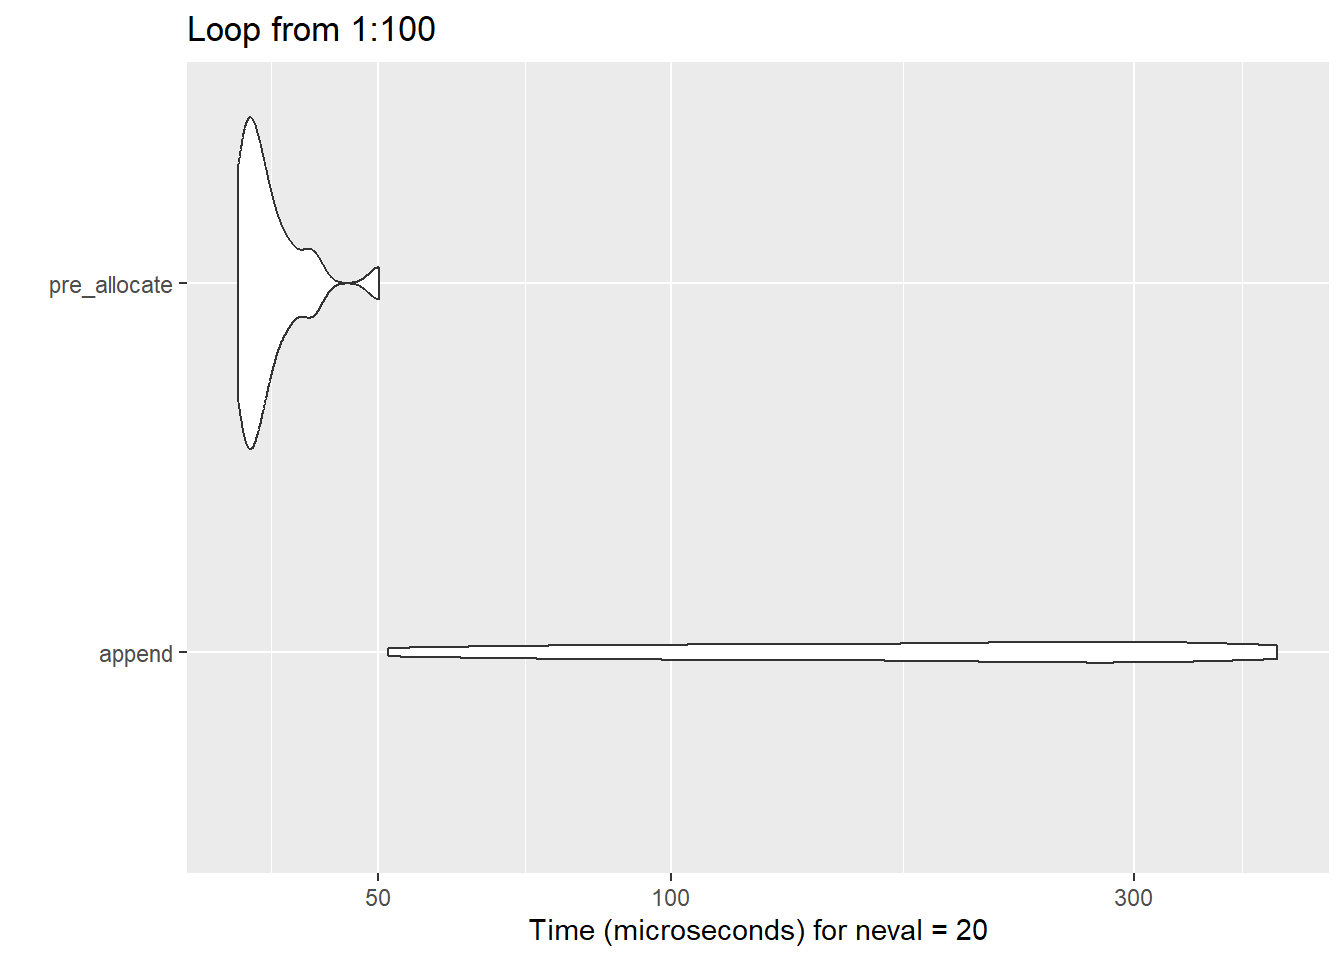 Loop from 1:100
pre_allocate
append
50 100 300
Time (microseconds) for neval = 20